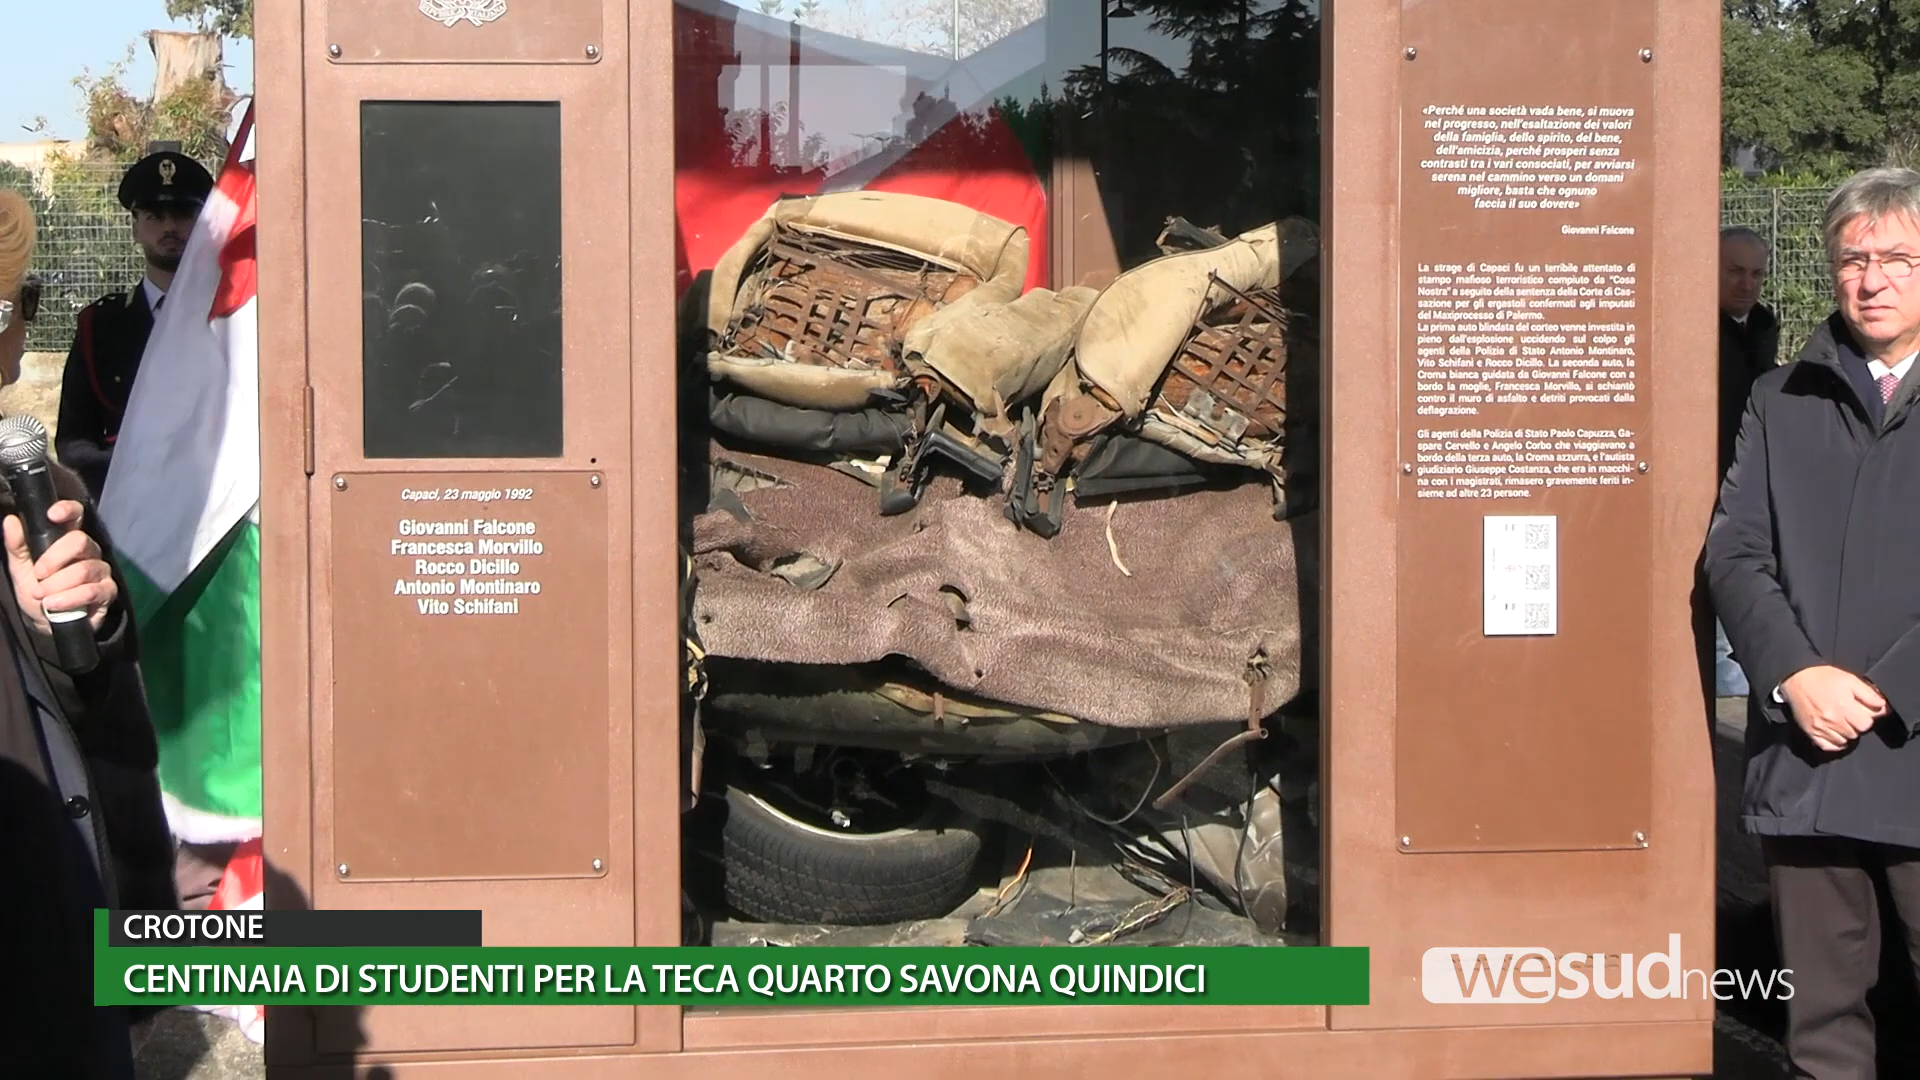 Capaci, 23 maggio 1992
Giovanni Falcone
Francesca Morvillo
Rocco Dicillo
Antonio Montinaro
Vito Schifani
«Perché una società vada bene, si muova
nel progresso, nell'esaltazione dei valori
della famiglia, dello spirito, del bene,
dell'amicizia, perché prosperi senza
contrasti tra i vari consociati, per avviarsi
serena nel cammino verso un domani
migliore, basta che ognuno
faccia il suo dovere»
Giovanni Falcone
La strage di Capaci fu un terribile attentato di
stampo mafioso terroristico compiuto da "Cosa
Nostra" a seguito della sentenza della Corte di Cas-
sazione per gli ergastoli confermati agli imputati
del Maxiprocesso di Palermo.
La prima auto blindata del corteo venne investita in
pieno dall'esplosione uccidendo sul colpo gli
agenti della Polizia di Stato Antonio Montinaro,
Vito Schifani e Rocco Dicillo. La seconda auto, la
Croma bianca guidata da Giovanni Falcone con a
bordo la moglie, Francesca Morvillo, si schiantò
contro il muro di asfalto e detriti provocati dalla
deflagrazione.
Gli agenti della Polizia di Stato Paolo Capuzza, Ga-
spare Cervello e Angelo Corbo che viaggiavano a
bordo della terza auto, la Croma azzurra, e l'autista
giudiziario Giuseppe Costanza, che era in macchi-
na con i magistrati, rimasero gravemente feriti in-
sieme ad altre 23 persone.
CROTONE
CENTINAIA DI STUDENTI PER LA TECA QUARTO SAVONA QUINDICI
wesudnews